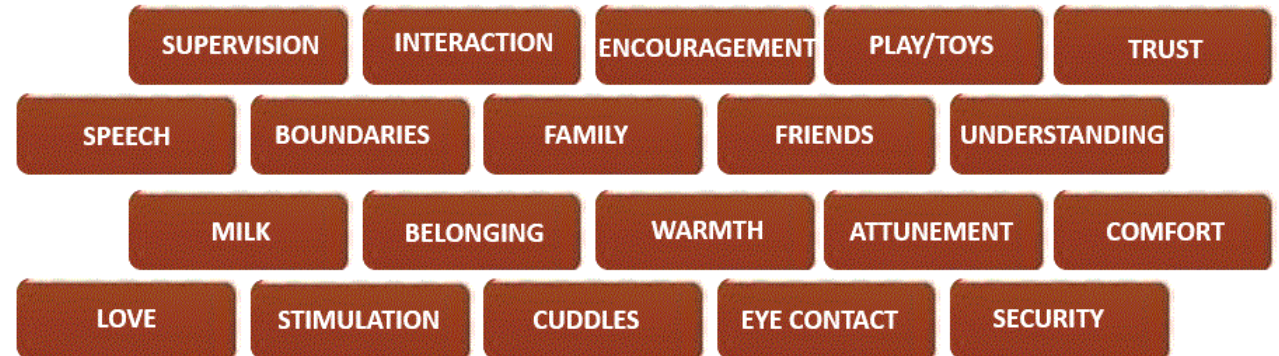 SUPERVISION INTERACTION ENCOURAGEMENT PLAY/TOYS TRUST
SPEECH BOUNDARIES FAMILY FRIENDS UNDERSTANDING
MILK BELONGING WARMTH ATTUNEMENT COMFORT
LOVE STIMULATION CUDDLES EYE CONTACT SECURITY